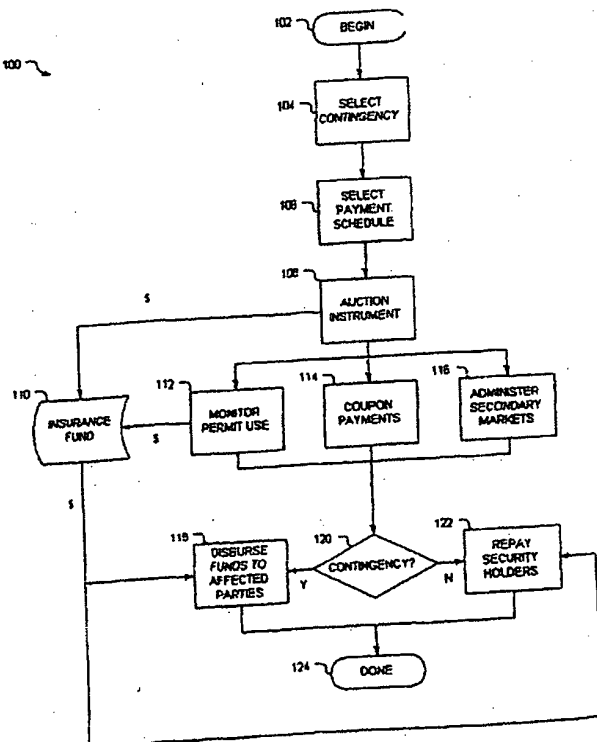 102
BEGIN
100
104
SELECT
CONTINGENCY
106
SELECT
PAYMENT
SCHEDULE
108
AUCTION
INSTRUMENT
$
110
INSURANCE
FUND
112
MONITOR
PERMIT USE
$
114
COUPON
PAYMENTS
116
ADMINISTER
SECONDARY
MARKETS
$
118
DISBURSE
FUNDS TO
AFFECTED
PARTIES
120
CONTINGENCY?
Y
N
122
REPAY
SECURITY
HOLDERS
124
DONE